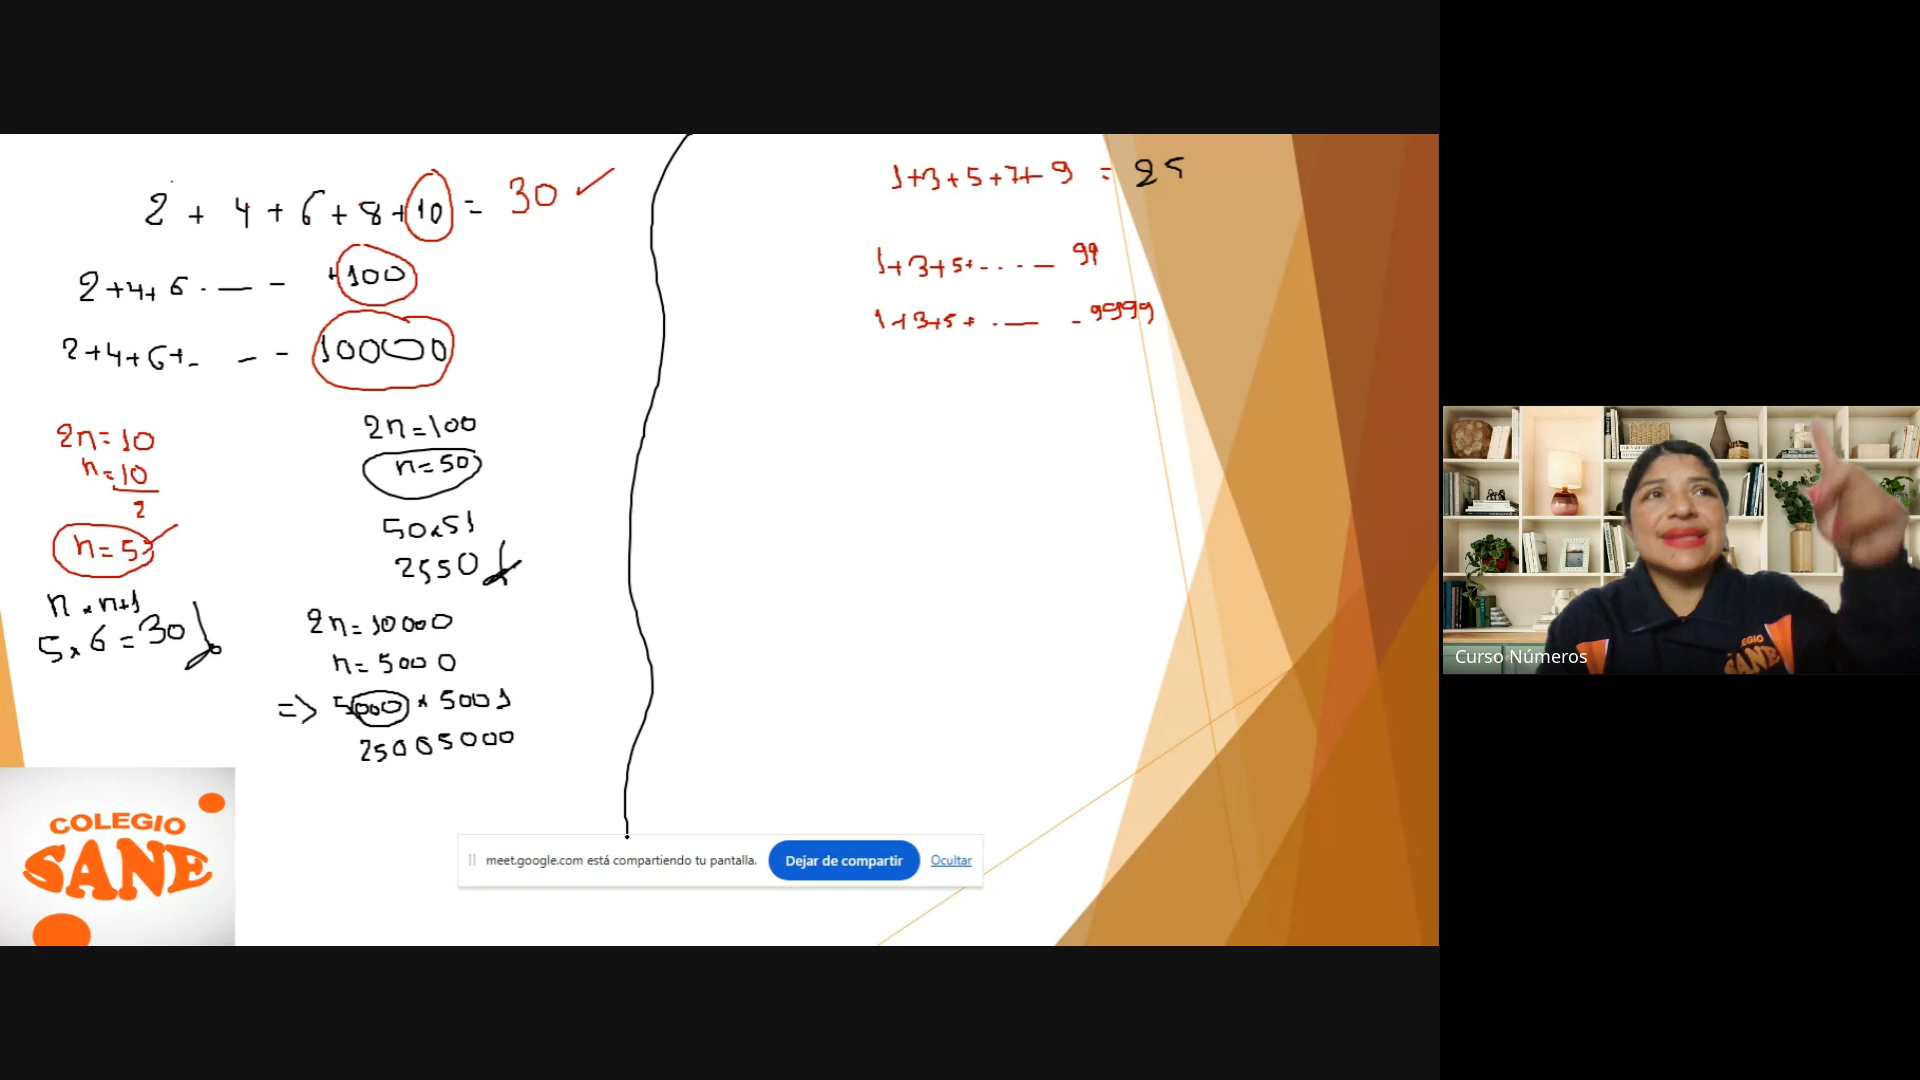 2 + 4 + 6 + 8 + 10 = 30 ✓
2 + 4 + 6 . — - + 100
2 + 4 + 6 + - — - 10000
2n = 10
n = 10
2
n = 5
n × n+1
5 × 6 = 30
2n = 100
n = 50
50 × 51
2550
2n = 10000
n = 5000
=> 5000 × 5001
25005000
1+3+5+7+9 = 25
1+3+5+ - . . . — 99
1+3+5+ . — - 9999
COLEGIO
SANE
meet.google.com está compartiendo tu pantalla.
Dejar de compartir
Ocultar
EGIO
SANE
Curso Números